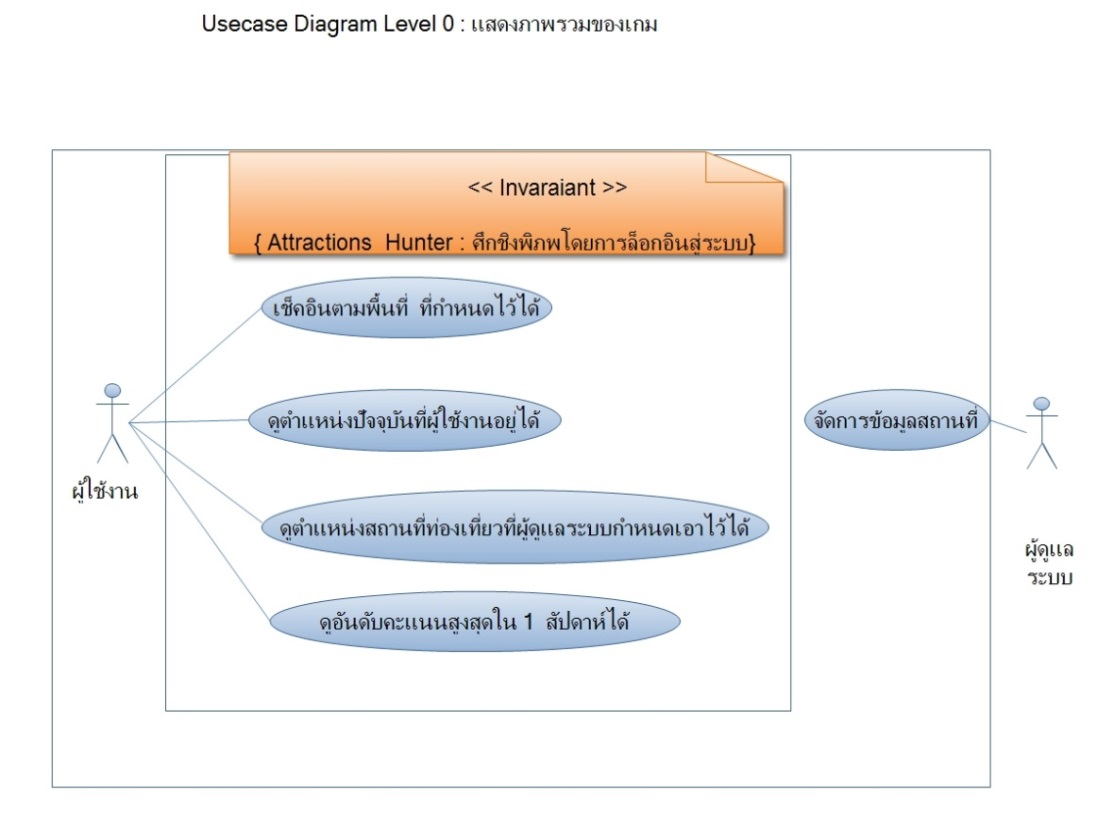 Usecase Diagram Level 0 : แสดงภาพรวมของเกม
<< Invaraiant >>
{ Attractions Hunter : ศึกชิงพิภพโดยการล็อกอินสู่ระบบ}
เช็คอินตามพื้นที่ ที่กำหนดไว้ได้
ดูตำแหน่งปัจจุบันที่ผู้ใช้งานอยู่ได้
จัดการข้อมูลสถานที่
ผู้ใช้งาน
ดูตำแหน่งสถานที่ท่องเที่ยวที่ผู้ดูแลระบบกำหนดเอาไว้ได้
ผู้ดูแล
ระบบ
ดูอันดับคะแนนสูงสุดใน 1 สัปดาห์ได้